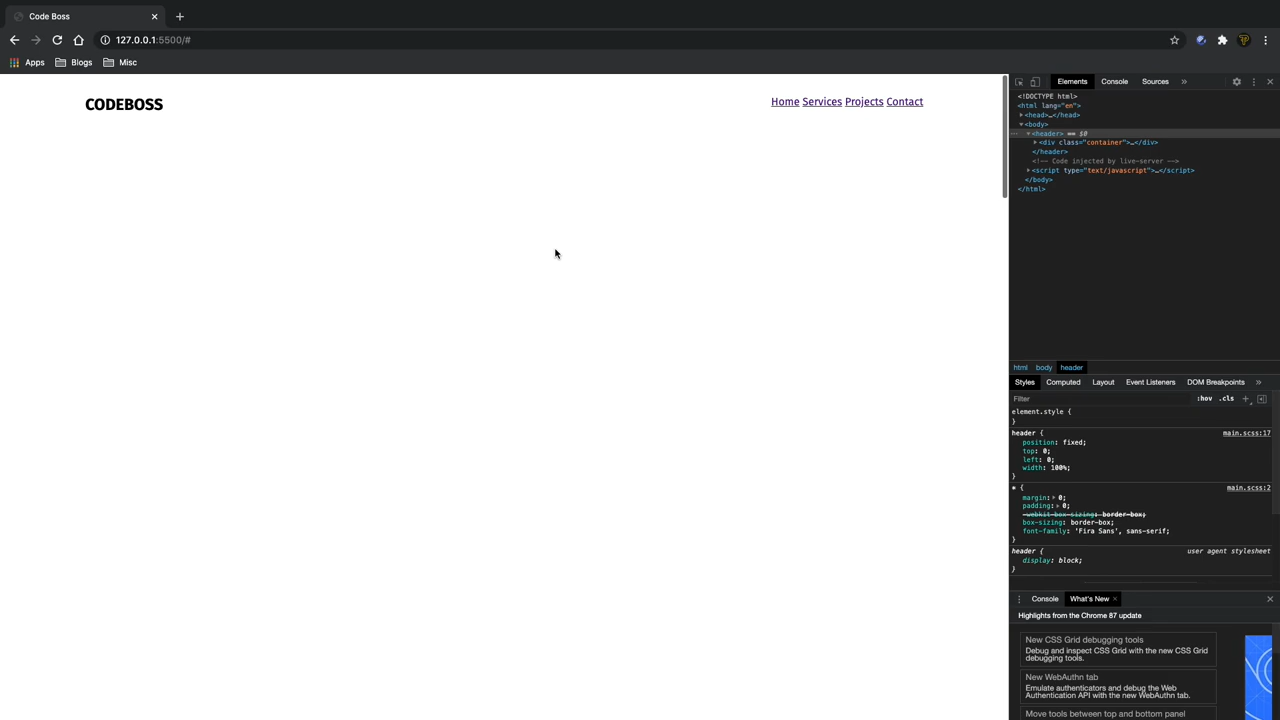 Code Boss
127.0.0.1:5500/#
Apps Blogs Misc
CODEBOSS
Home Services Projects Contact
Elements Console Sources »
<!DOCTYPE html>
<html lang="en">
<head>…</head>
<body>
<header> == $0
<div class="container">…</div>
</header>
<!-- Code injected by live-server -->
<script type="text/javascript">…</script>
</body>
</html>
html body header
Styles Computed Layout Event Listeners DOM Breakpoints »
Filter :hov .cls +
element.style {
}
header { main.scss:17
position: fixed;
top: 0;
left: 0;
width: 100%;
}
* { main.scss:2
margin: 0;
padding: 0;
-webkit-box-sizing: border-box;
box-sizing: border-box;
font-family: 'Fira Sans', sans-serif;
}
header { user agent stylesheet
display: block;
}
Console What's New ×
Highlights from the Chrome 87 update
New CSS Grid debugging tools
Debug and inspect CSS Grid with the new CSS Grid
debugging tools.
New WebAuthn tab
Emulate authenticators and debug the Web
Authentication API with the new WebAuthn tab.
Move tools between top and bottom panel